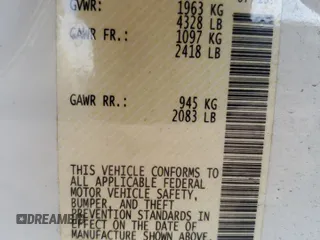 GVWR: 1963 KG
4328 LB
GAWR FR.: 1097 KG
2418 LB
GAWR RR.: 945 KG
2083 LB
THIS VEHICLE CONFORMS TO
ALL APPLICABLE FEDERAL
MOTOR VEHICLE SAFETY,
BUMPER, AND THEFT
PREVENTION STANDARDS IN
EFFECT ON THE DATE OF
MANUFACTURE SHOWN ABOVE.
DREAMBID